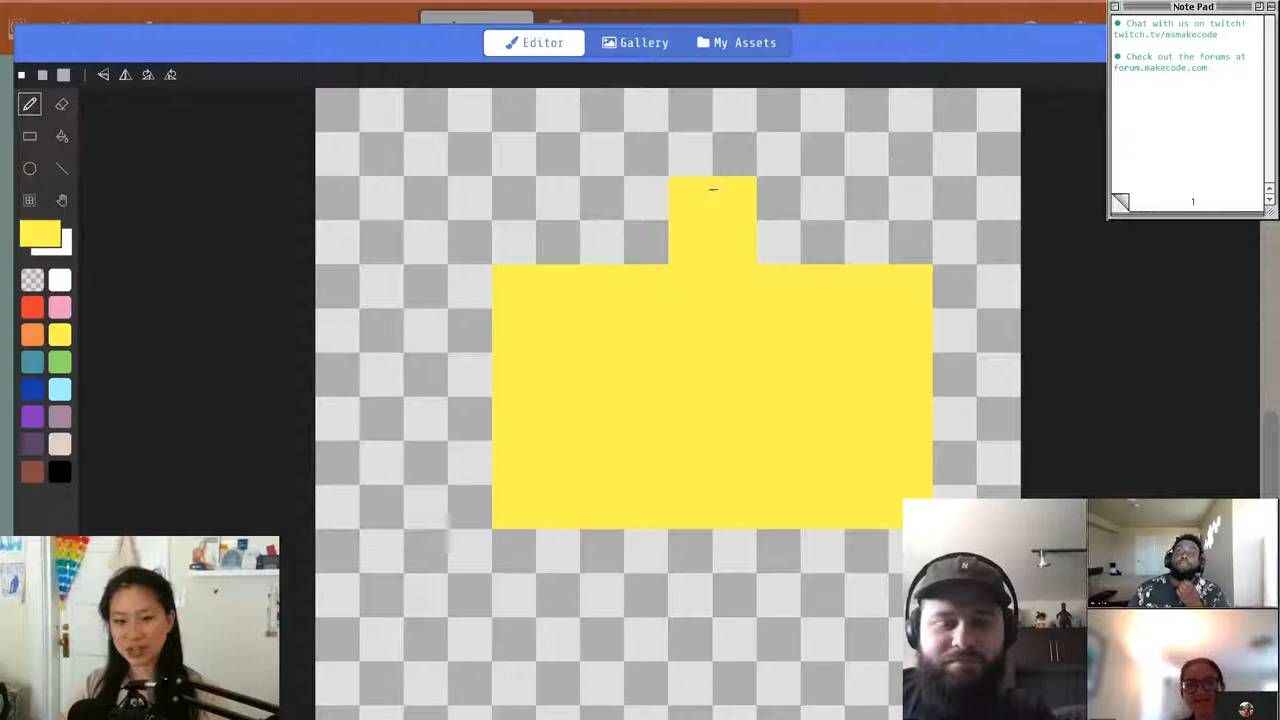 Note Pad
Editor
Gallery
My Assets
● Chat with us on twitch!
twitch.tv/msmakecode
● Check out the forums at
forum.makecode.com
1